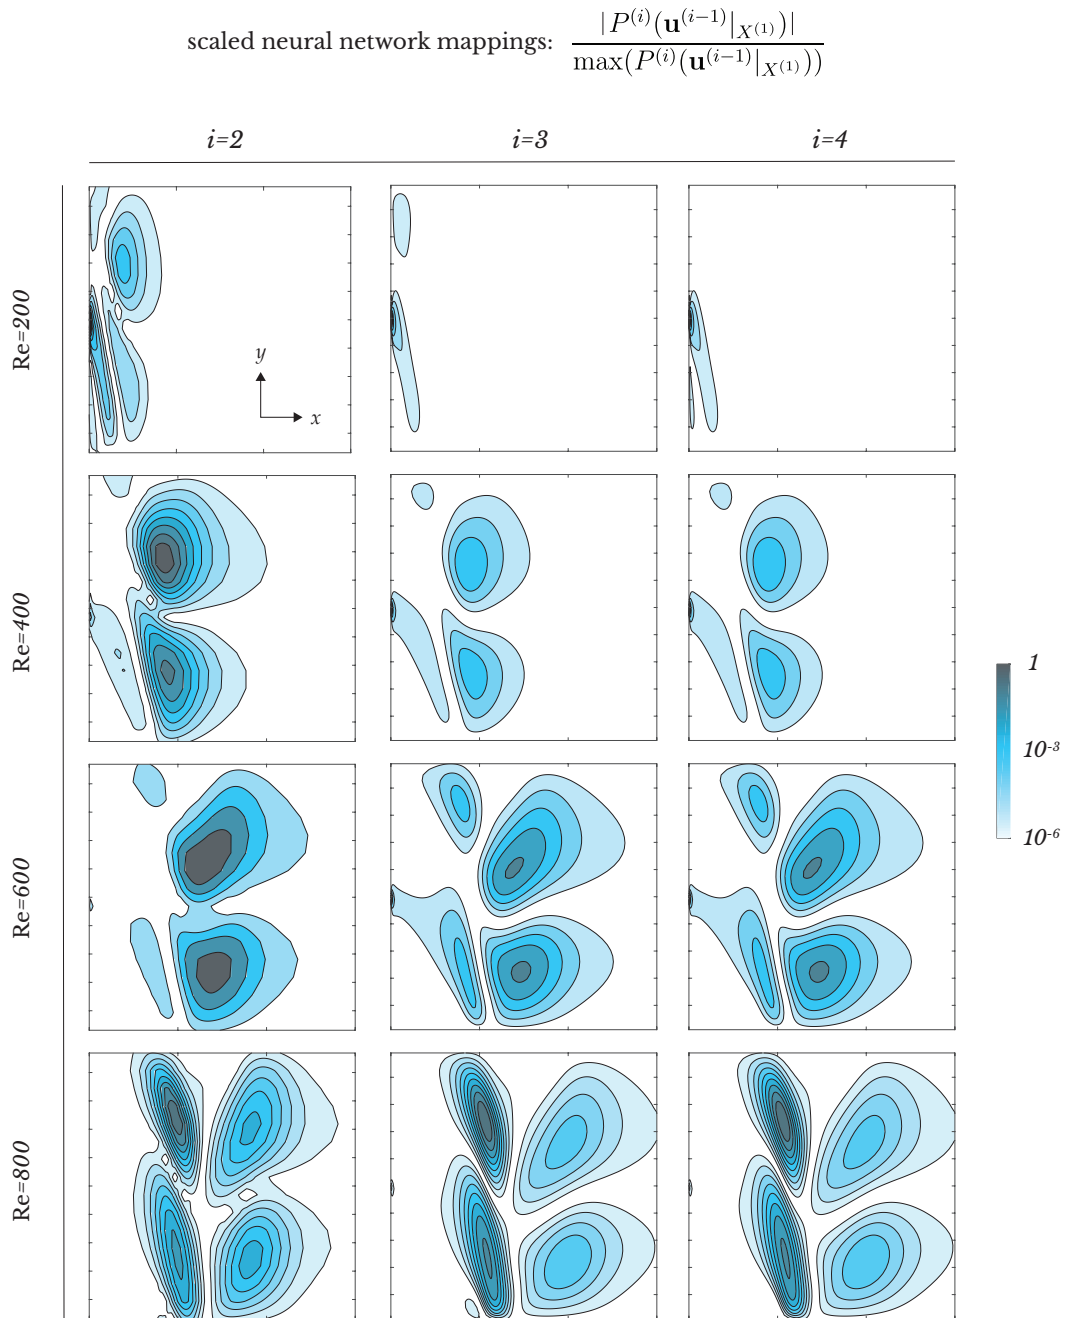 scaled neural network mappings: |P^(i)(u^(i-1)|_X^(1))| / max(P^(i)(u^(i-1)|_X^(1)))
i=2 i=3 i=4
Re=200
y
x
Re=400
1
10^-3
10^-6
Re=600
Re=800